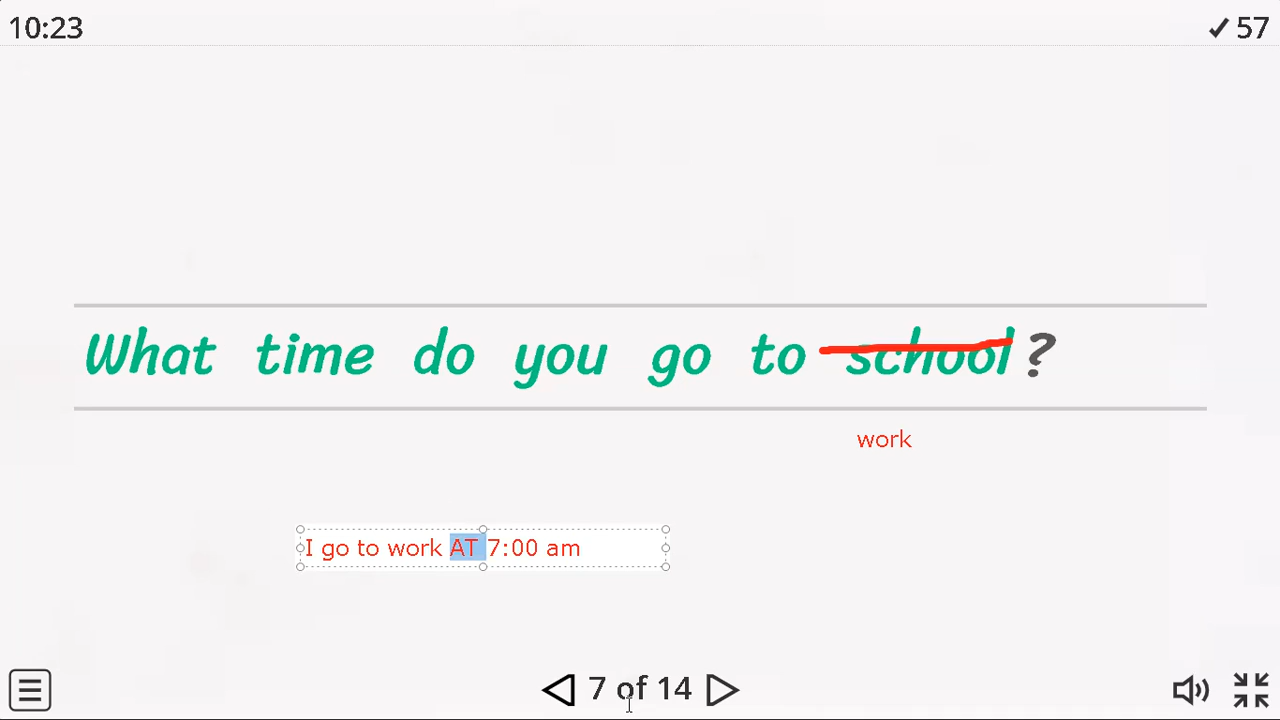 10:23
✓ 57
What time do you go to school?
work
I go to work AT 7:00 am
7 of 14